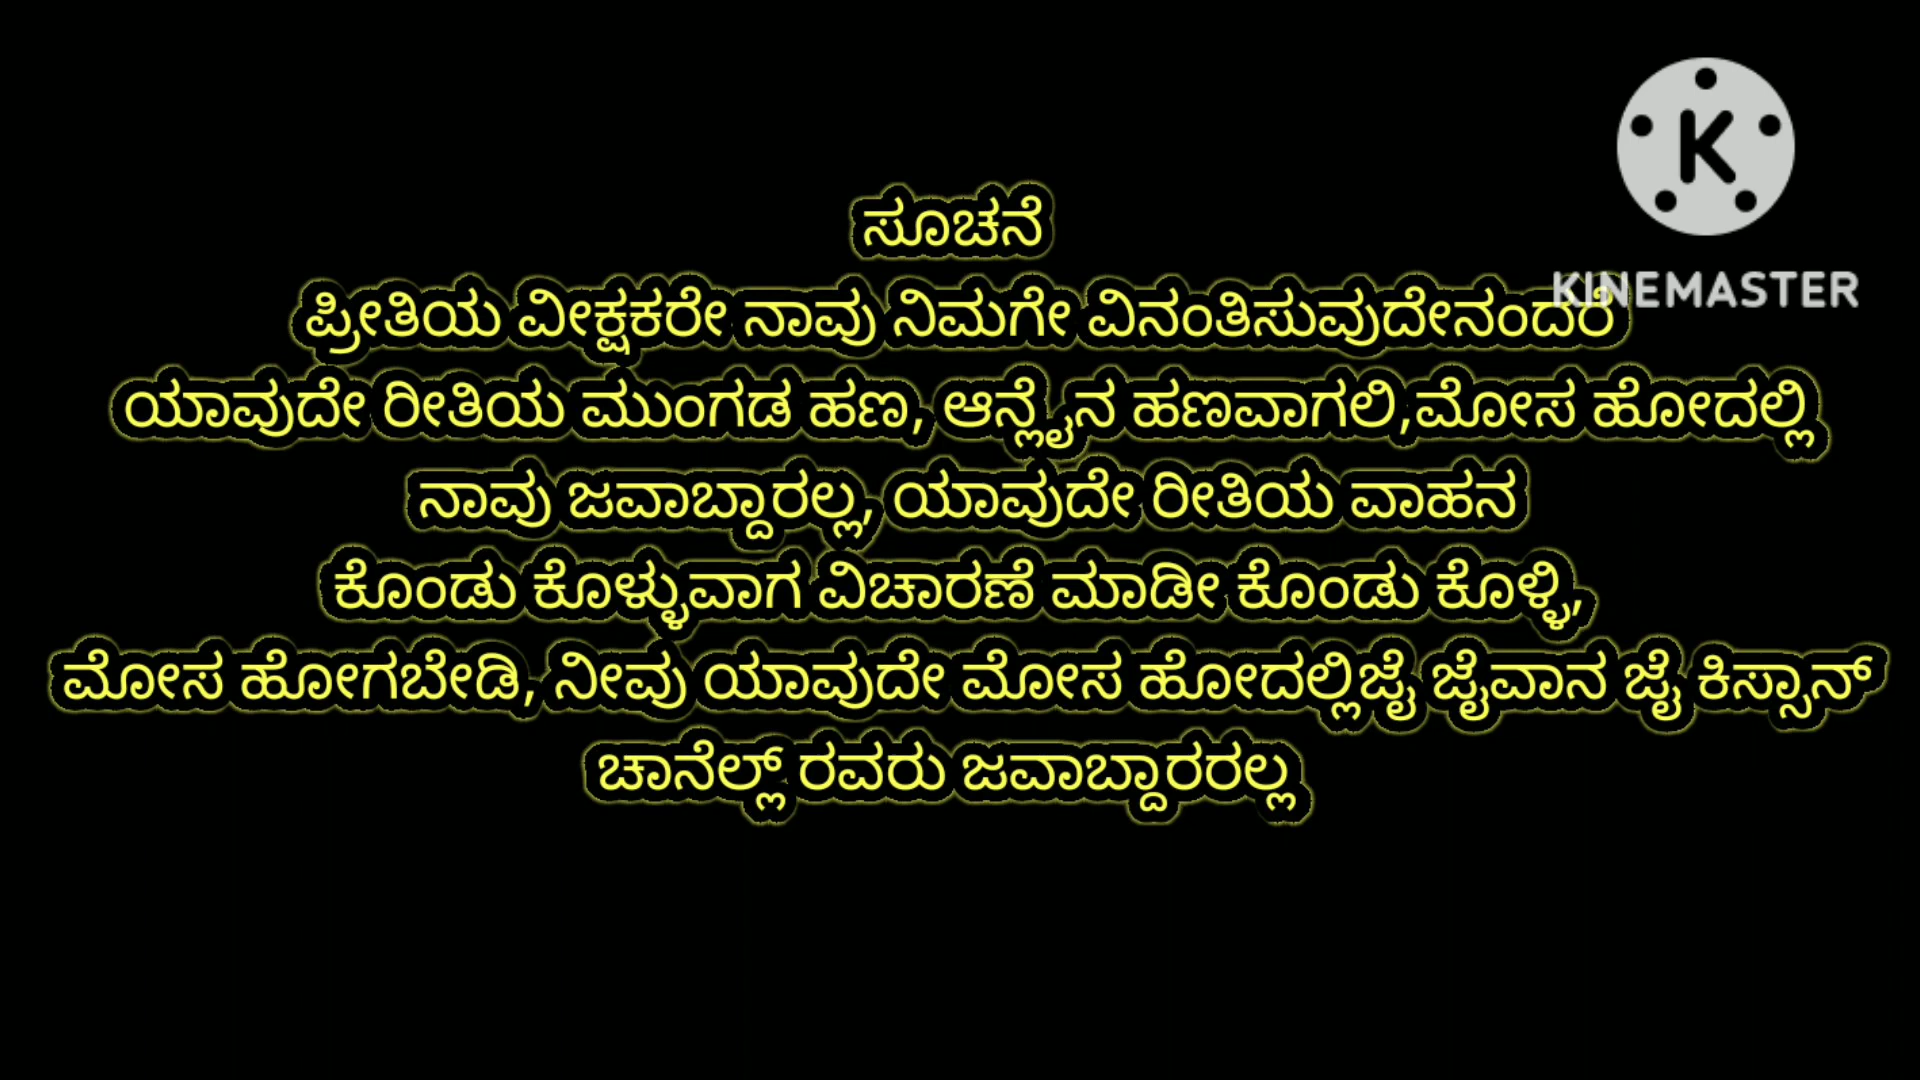 ಸೂಚನೆ
ಪ್ರೀತಿಯ ವೀಕ್ಷಕರೇ ನಾವು ನಿಮಗೇ ವಿನಂತಿಸುವುದೇನಂದರೆ
ಯಾವುದೇ ರೀತಿಯ ಮುಂಗಡ ಹಣ, ಆನ್ಲೈನ ಹಣವಾಗಲಿ,ಮೋಸ ಹೋದಲ್ಲಿ
ನಾವು ಜವಾಬ್ದಾರಲ್ಲ, ಯಾವುದೇ ರೀತಿಯ ವಾಹನ
ಕೊಂಡು ಕೊಳ್ಳುವಾಗ ವಿಚಾರಣೆ ಮಾಡೀ ಕೊಂಡು ಕೊಳ್ಳಿ,
ಮೋಸ ಹೋಗಬೇಡಿ, ನೀವು ಯಾವುದೇ ಮೋಸ ಹೋದಲ್ಲಿಜೈ ಜೈವಾನ ಜೈ ಕಿಸ್ಸಾನ್
ಚಾನೆಲ್ಲ್ ರವರು ಜವಾಬ್ದಾರರಲ್ಲ
K
KINEMASTER